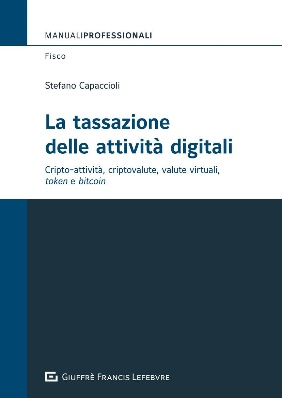 MANUALIPROFESSIONALI
Fisco
Stefano Capaccioli
La tassazione
delle attività digitali
Cripto-attività, criptovalute, valute virtuali,
token e bitcoin
GIUFFRÈ FRANCIS LEFEBVRE